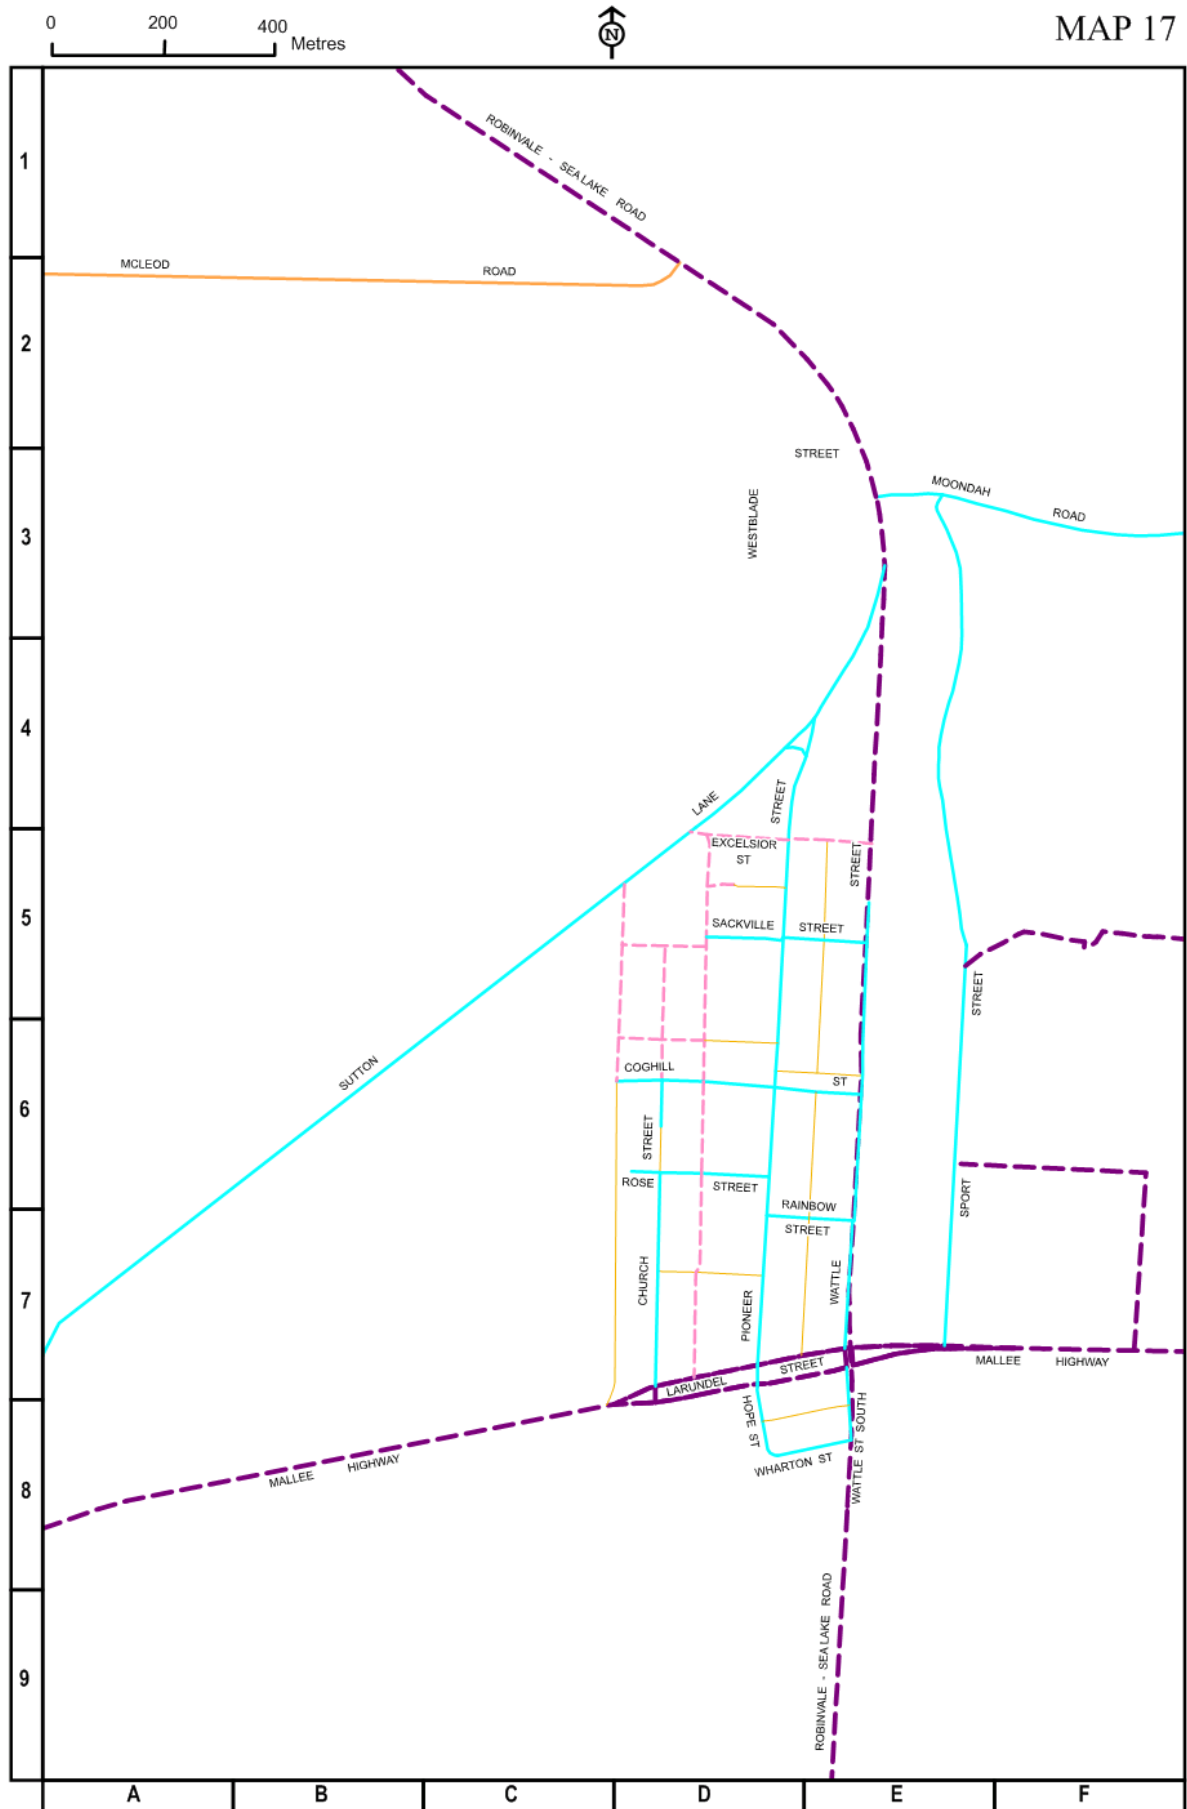 0 200 400
Metres
N
MAP 17
1
ROBINVALE - SEA LAKE ROAD
MCLEOD ROAD
2
STREET
WESTBLADE
MOONDAH ROAD
3
4
LANE
STREET
EXCELSIOR
ST
STREET
5
SACKVILLE STREET
STREET
SUTTON
COGHILL ST
6
STREET
ROSE STREET
SPORT
RAINBOW
STREET
CHURCH
WATTLE
7
PIONEER
MALLEE HIGHWAY
LARUNDEL STREET
HOPE ST
WATTLE ST SOUTH
WHARTON ST
MALLEE HIGHWAY
8
ROBINVALE - SEA LAKE ROAD
9
A B C D E F